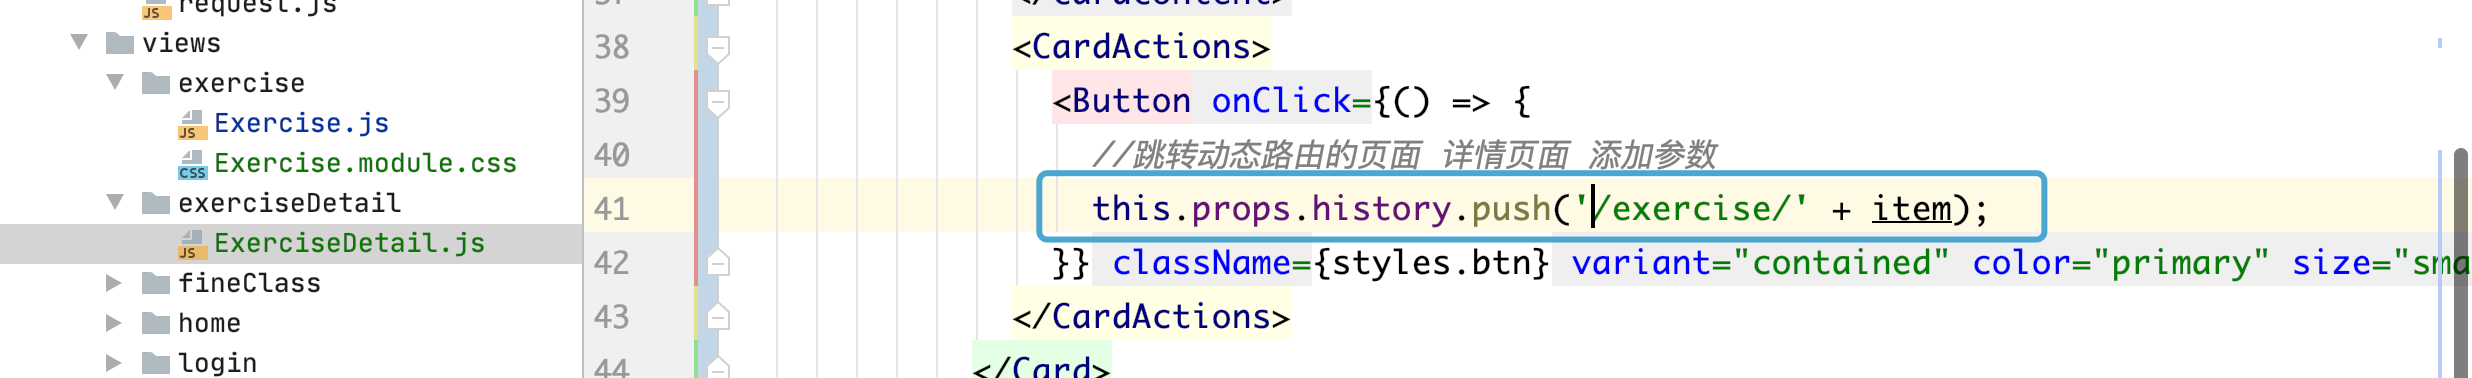 request.js
views
exercise
Exercise.js
Exercise.module.css
exerciseDetail
ExerciseDetail.js
fineClass
home
login
37 </CardContent>
38 <CardActions>
39 <Button onClick={() => {
40 //跳转动态路由的页面 详情页面 添加参数
41 this.props.history.push('/exercise/' + item);
42 }} className={styles.btn} variant="contained" color="primary" size="sma
43 </CardActions>
44 </Card>